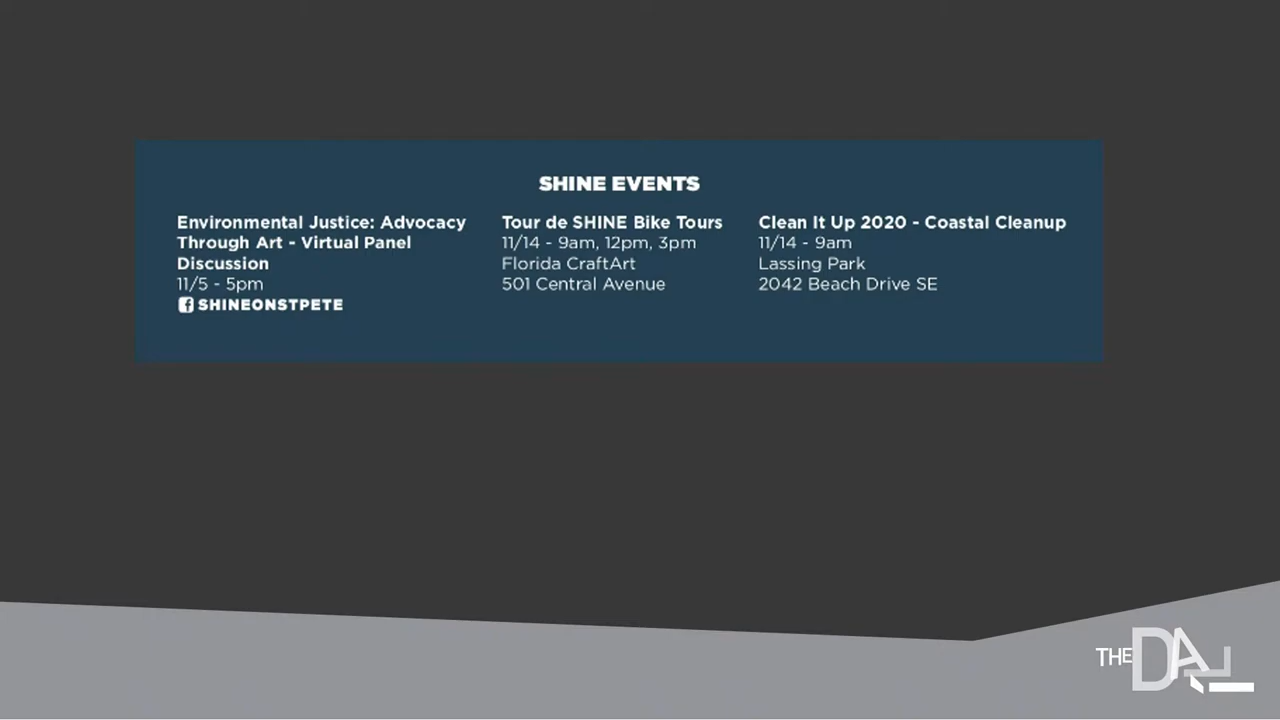 SHINE EVENTS
Environmental Justice: Advocacy
Through Art - Virtual Panel
Discussion
11/5 - 5pm
SHINEONSTPETE
Tour de SHINE Bike Tours
11/14 - 9am, 12pm, 3pm
Florida CraftArt
501 Central Avenue
Clean It Up 2020 - Coastal Cleanup
11/14 - 9am
Lassing Park
2042 Beach Drive SE
THE DALI